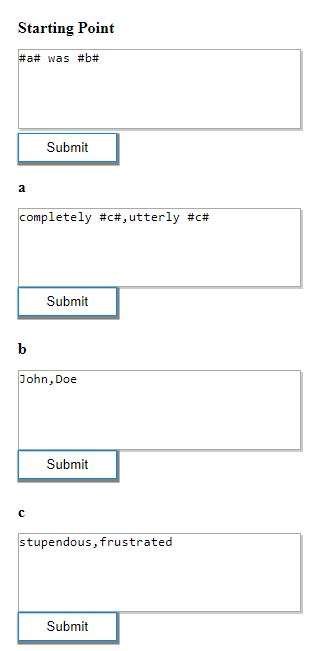 Starting Point
#a# was #b#
Submit
a
completely #c#,utterly #c#
Submit
b
John,Doe
Submit
c
stupendous,frustrated
Submit